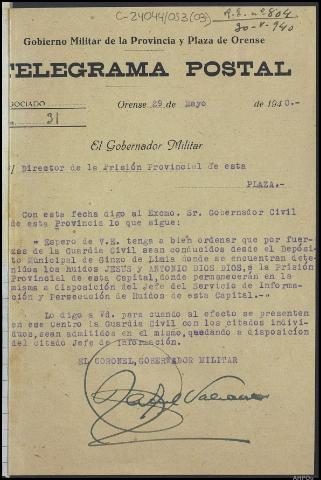 C-24044/053(03)
R.E. nº 804
30-V-940
Gobierno Militar de la Provincia y Plaza de Orense
TELEGRAMA POSTAL
NEGOCIADO
31
Orense 29 de Mayo de 1940.-
El Gobernador Militar
Director de la Prisión Provincial de esta
PLAZA.-
Con esta fecha digo al Excmo. Sr. Gobernador Civil
de esta Provincia lo que sigue:
" Espero de V.E. tenga a bien ordenar que por fuer-
zas de la Guardia Civil sean conducidos desde el Depósi-
to Municipal de Ginzo de Limia donde se encuentran dete-
nidos los Huidos JESUS y ANTONIO DIOS DIOS, a la Prisión
Provincial de esta Capital, donde permanecerán en la
misma a disposición del Jefe del Servicio de Informa-
ción y Persecución de Huidos de esta Capital.-"
Lo digo a Vd. para cuando al efecto se presenten
en ese Centro la Guardia Civil con los citados indivi-
duos, sean admitidos en el mismo, quedando a disposición
del citado Jefe de Información.
EL CORONEL, GOBERNADOR MILITAR